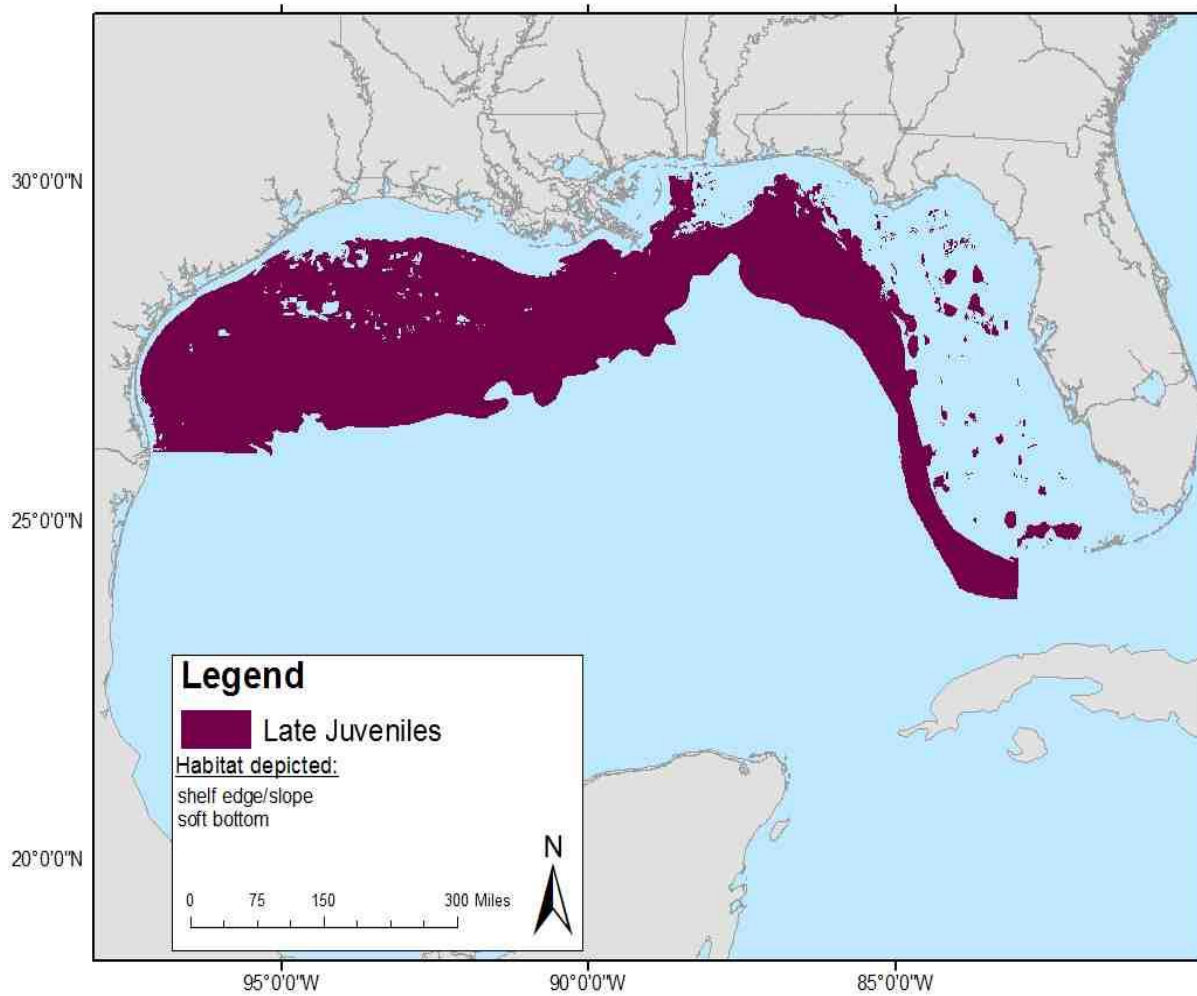 30°0'0"N
25°0'0"N
20°0'0"N
Legend
Late Juveniles
Habitat depicted:
shelf edge/slope
soft bottom
N
0 75 150 300 Miles
95°0'0"W 90°0'0"W 85°0'0"W